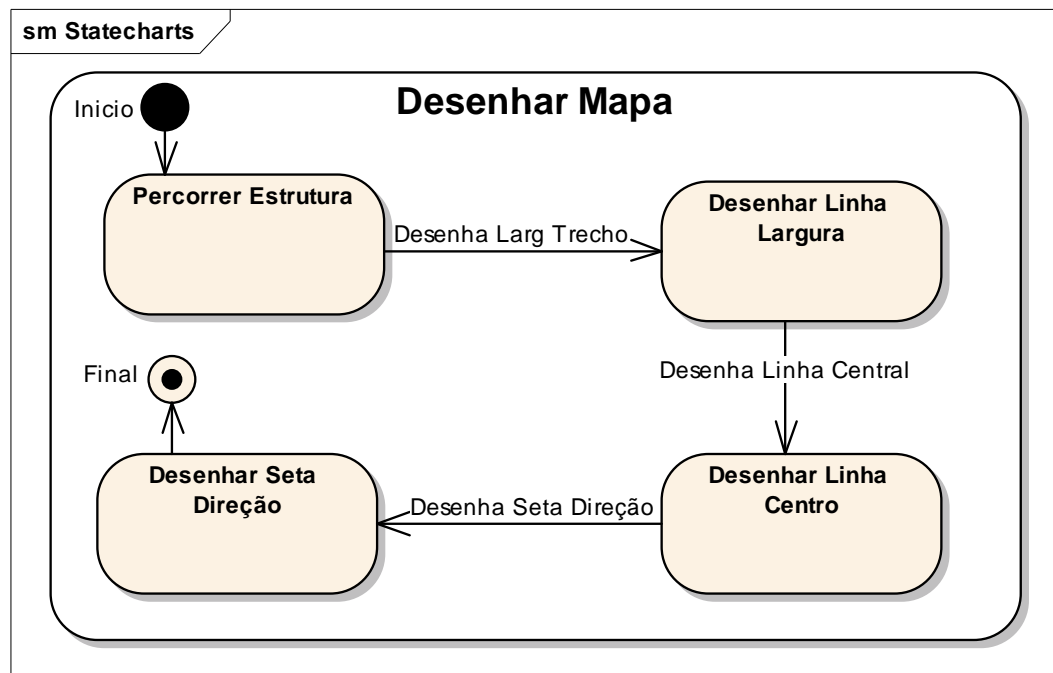 sm Statecharts
Desenhar Mapa
Inicio
Percorrer Estrutura
Desenha Larg Trecho
Desenhar Linha
Largura
Desenha Linha Central
Final
Desenhar Seta
Direção
Desenha Seta Direção
Desenhar Linha
Centro